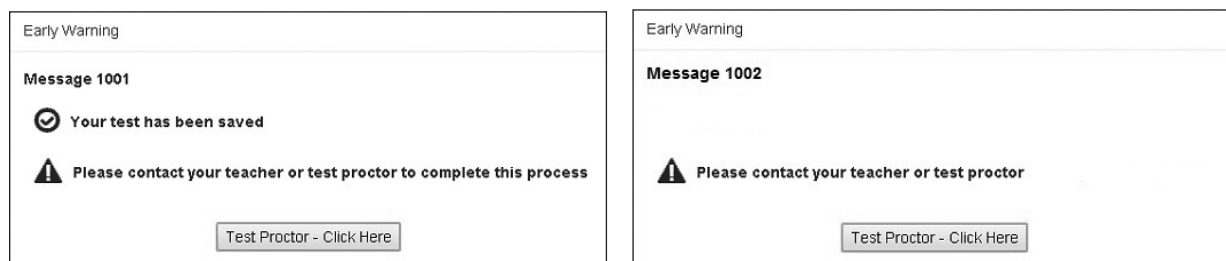 Early Warning
Message 1001
Your test has been saved
Please contact your teacher or test proctor to complete this process
Test Proctor - Click Here
Early Warning
Message 1002
Please contact your teacher or test proctor
Test Proctor - Click Here